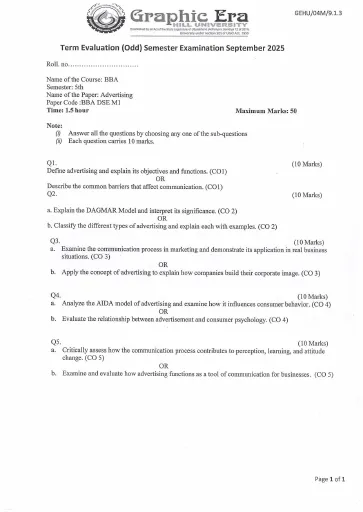 GEHU/04M/9.1.3
Graphic Era
HILL UNIVERSITY
Term Evaluation (Odd) Semester Examination September 2025
Roll. no.............................
Name of the Course: BBA
Semester: 5th
Name of the Paper: Advertising
Paper Code :BBA DSE M1
Time: 1.5 hour Maximum Marks: 50
Note:
(i) Answer all the questions by choosing any one of the sub-questions
(ii) Each question carries 10 marks.
Q1. (10 Marks)
Define advertising and explain its objectives and functions. (CO1)
OR
Describe the common barriers that affect communication. (CO1)
Q2. (10 Marks)
a. Explain the DAGMAR Model and interpret its significance. (CO 2)
OR
b. Classify the different types of advertising and explain each with examples. (CO 2)
Q3. (10 Marks)
a. Examine the communication process in marketing and demonstrate its application in real business
situations. (CO 3)
OR
b. Apply the concept of advertising to explain how companies build their corporate image. (CO 3)
Q4. (10 Marks)
a. Analyze the AIDA model of advertising and examine how it influences consumer behavior. (CO 4)
OR
b. Evaluate the relationship between advertisement and consumer psychology. (CO 4)
Q5. (10 Marks)
a. Critically assess how the communication process contributes to perception, learning, and attitude
change. (CO 5)
OR
b. Examine and evaluate how advertising functions as a tool of communication for businesses. (CO 5)
Page 1 of 1